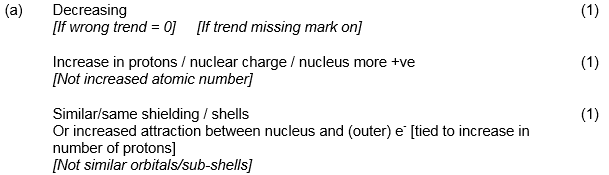 (a) Decreasing (1)
[If wrong trend = 0] [If trend missing mark on]
Increase in protons / nuclear charge / nucleus more +ve (1)
[Not increased atomic number]
Similar/same shielding / shells (1)
Or increased attraction between nucleus and (outer) e⁻ [tied to increase in
number of protons]
[Not similar orbitals/sub-shells]